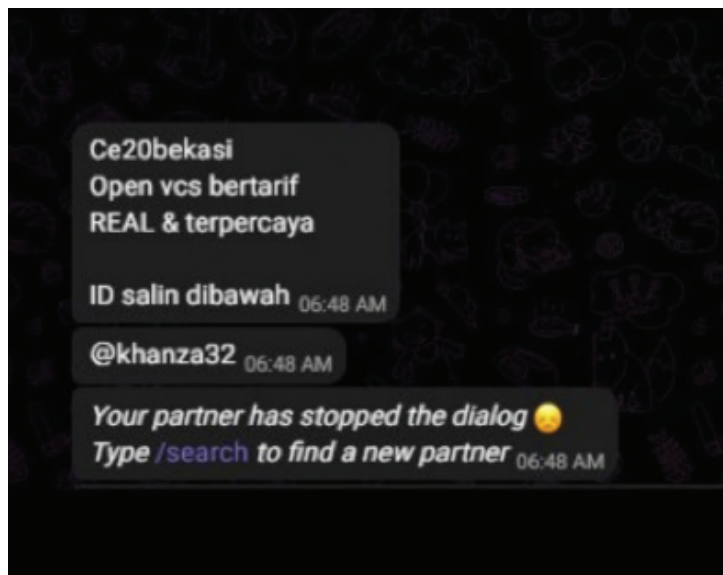 Ce20bekasi
Open vcs bertarif
REAL & terpercaya
ID salin dibawah 06:48 AM
@khanza32 06:48 AM
Your partner has stopped the dialog 😞
Type /search to find a new partner 06:48 AM